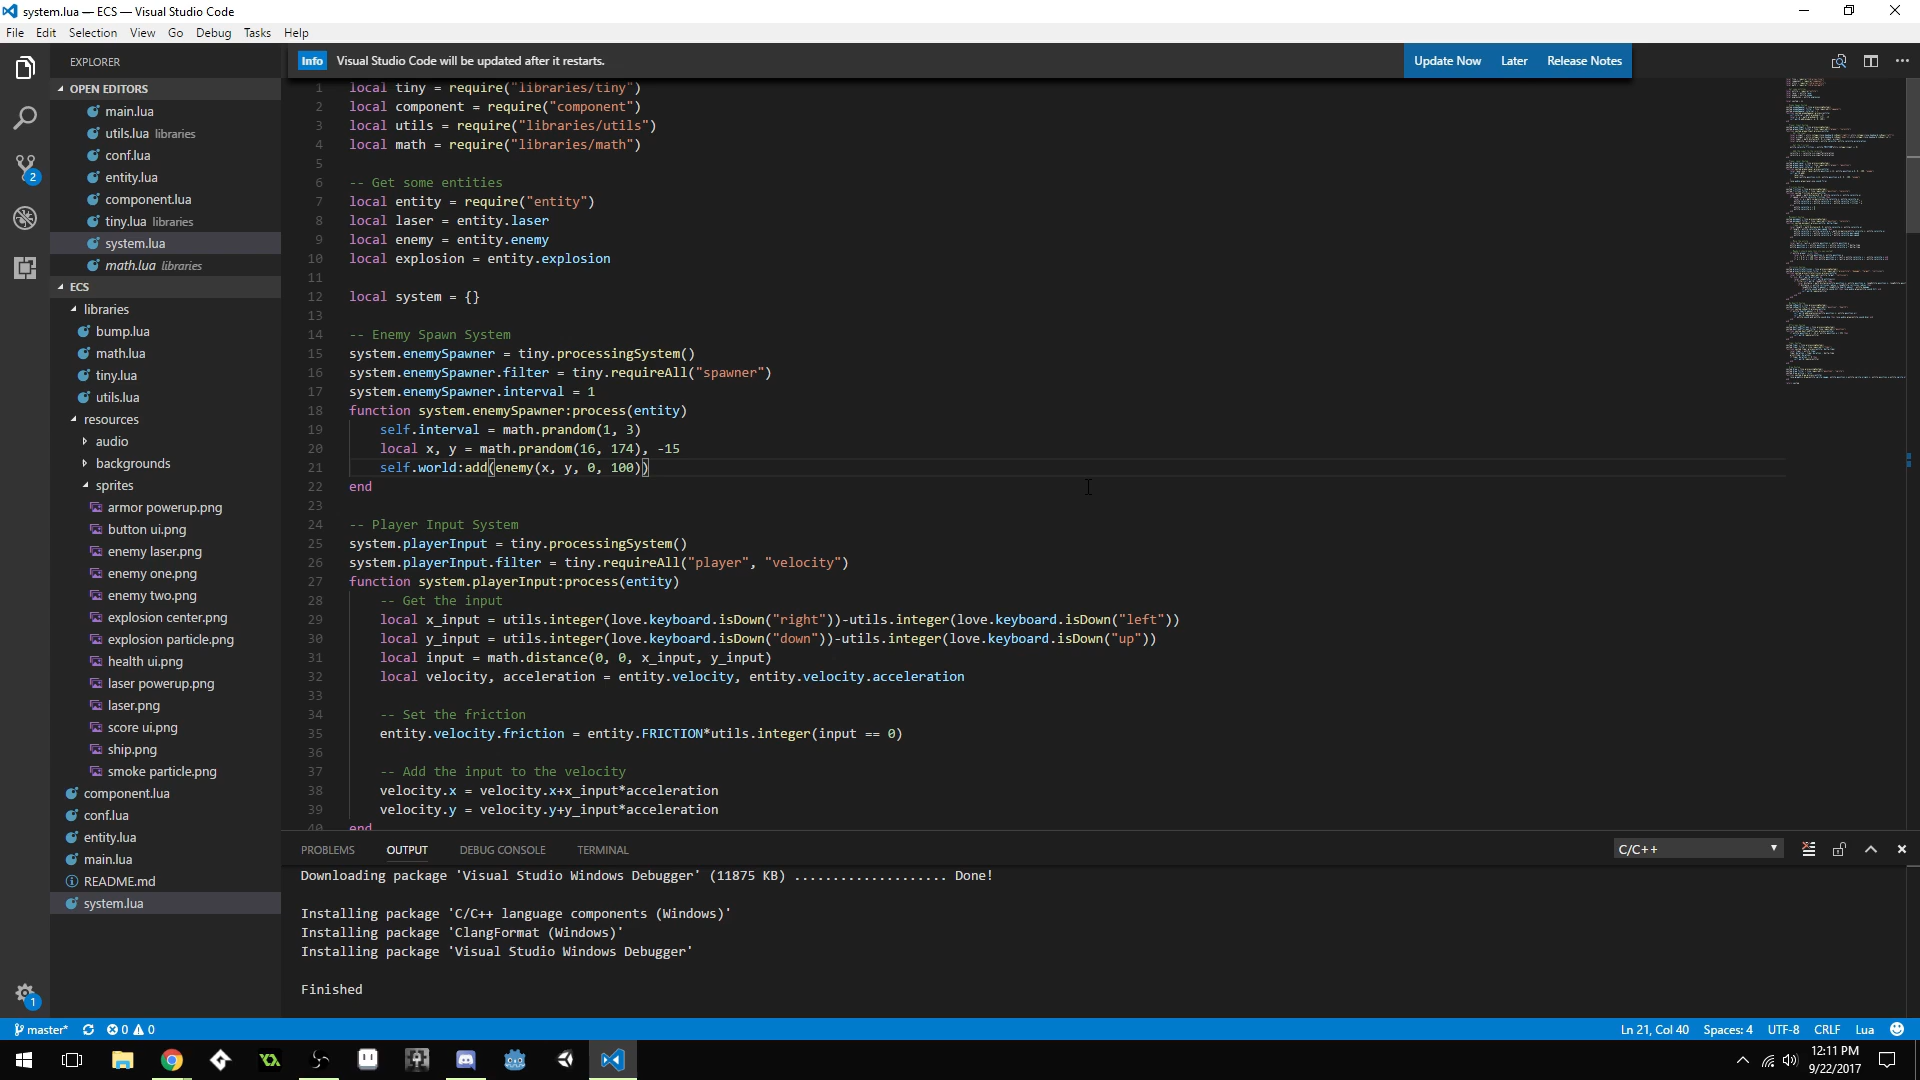 system.lua — ECS — Visual Studio Code
File Edit Selection View Go Debug Tasks Help
EXPLORER
Info Visual Studio Code will be updated after it restarts.
Update Now Later Release Notes
OPEN EDITORS
main.lua
utils.lua libraries
conf.lua
entity.lua
component.lua
tiny.lua libraries
system.lua
math.lua libraries
ECS
libraries
bump.lua
math.lua
tiny.lua
utils.lua
resources
audio
backgrounds
sprites
armor powerup.png
button ui.png
enemy laser.png
enemy one.png
enemy two.png
explosion center.png
explosion particle.png
health ui.png
laser powerup.png
laser.png
score ui.png
ship.png
smoke particle.png
component.lua
conf.lua
entity.lua
main.lua
README.md
system.lua
2
1
1 local tiny = require("libraries/tiny")
2 local component = require("component")
3 local utils = require("libraries/utils")
4 local math = require("libraries/math")
5
6 -- Get some entities
7 local entity = require("entity")
8 local laser = entity.laser
9 local enemy = entity.enemy
10 local explosion = entity.explosion
11
12 local system = {}
13
14 -- Enemy Spawn System
15 system.enemySpawner = tiny.processingSystem()
16 system.enemySpawner.filter = tiny.requireAll("spawner")
17 system.enemySpawner.interval = 1
18 function system.enemySpawner:process(entity)
19 self.interval = math.prandom(1, 3)
20 local x, y = math.prandom(16, 174), -15
21 self.world:add(enemy(x, y, 0, 100))
22 end
23
24 -- Player Input System
25 system.playerInput = tiny.processingSystem()
26 system.playerInput.filter = tiny.requireAll("player", "velocity")
27 function system.playerInput:process(entity)
28 -- Get the input
29 local x_input = utils.integer(love.keyboard.isDown("right"))-utils.integer(love.keyboard.isDown("left"))
30 local y_input = utils.integer(love.keyboard.isDown("down"))-utils.integer(love.keyboard.isDown("up"))
31 local input = math.distance(0, 0, x_input, y_input)
32 local velocity, acceleration = entity.velocity, entity.velocity.acceleration
33
34 -- Set the friction
35 entity.velocity.friction = entity.FRICTION*utils.integer(input == 0)
36
37 -- Add the input to the velocity
38 velocity.x = velocity.x+x_input*acceleration
39 velocity.y = velocity.y+y_input*acceleration
40 end
PROBLEMS OUTPUT DEBUG CONSOLE TERMINAL
C/C++
Downloading package 'Visual Studio Windows Debugger' (11875 KB) .................... Done!
Installing package 'C/C++ language components (Windows)'
Installing package 'ClangFormat (Windows)'
Installing package 'Visual Studio Windows Debugger'
Finished
master* 0 0
Ln 21, Col 40 Spaces: 4 UTF-8 CRLF Lua
12:11 PM
9/22/2017